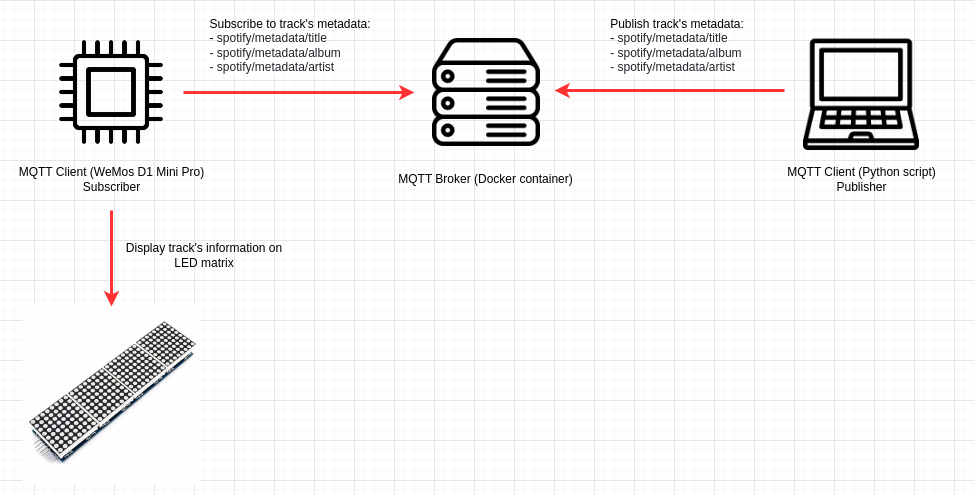 Subscribe to track's metadata:
- spotify/metadata/title
- spotify/metadata/album
- spotify/metadata/artist
Publish track's metadata:
- spotify/metadata/title
- spotify/metadata/album
- spotify/metadata/artist
MQTT Client (WeMos D1 Mini Pro)
Subscriber
MQTT Broker (Docker container)
MQTT Client (Python script)
Publisher
Display track's information on
LED matrix